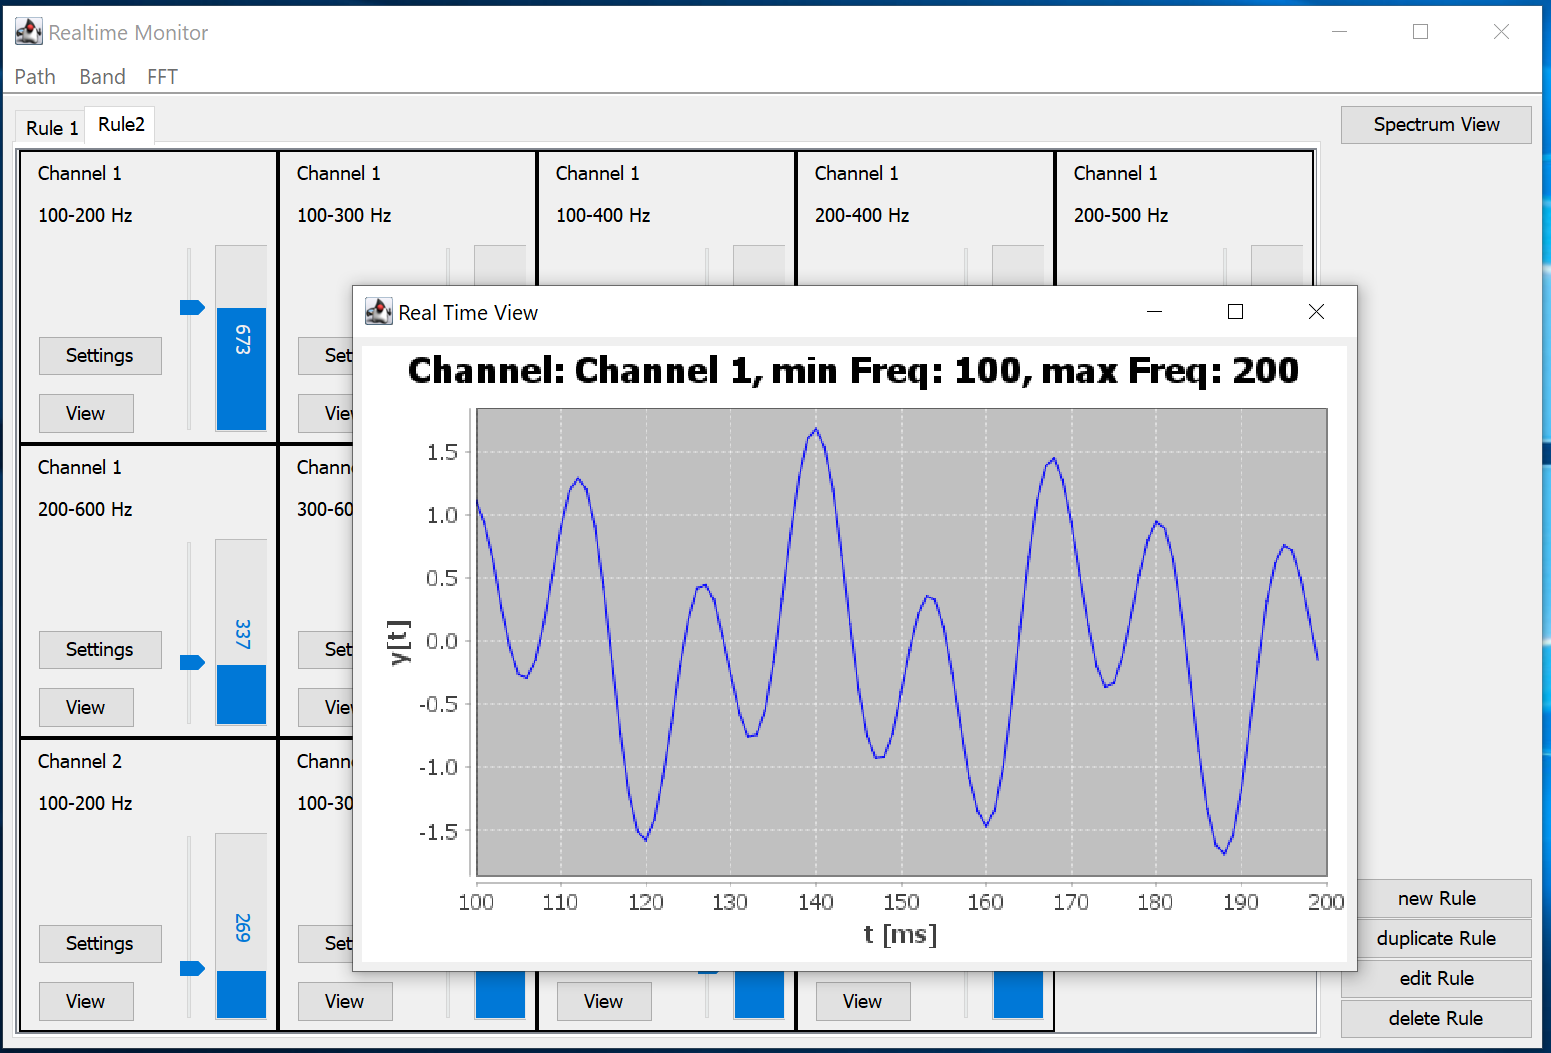 Realtime Monitor
Path Band FFT
Rule 1 Rule2
Spectrum View
Channel 1 Channel 1 Channel 1 Channel 1 Channel 1
100-200 Hz 100-300 Hz 100-400 Hz 200-400 Hz 200-500 Hz
673
Settings Set
View Vie
Channel 1 Chann
200-600 Hz 300-60
337
Settings Set
View Vie
Channel 2 Chann
100-200 Hz 100-30
269
Settings Set
View View View View
Real Time View
Channel: Channel 1, min Freq: 100, max Freq: 200
y[t]
1.5
1.0
0.5
0.0
-0.5
-1.0
-1.5
100 110 120 130 140 150 160 170 180 190 200
t [ms]
new Rule
duplicate Rule
edit Rule
delete Rule